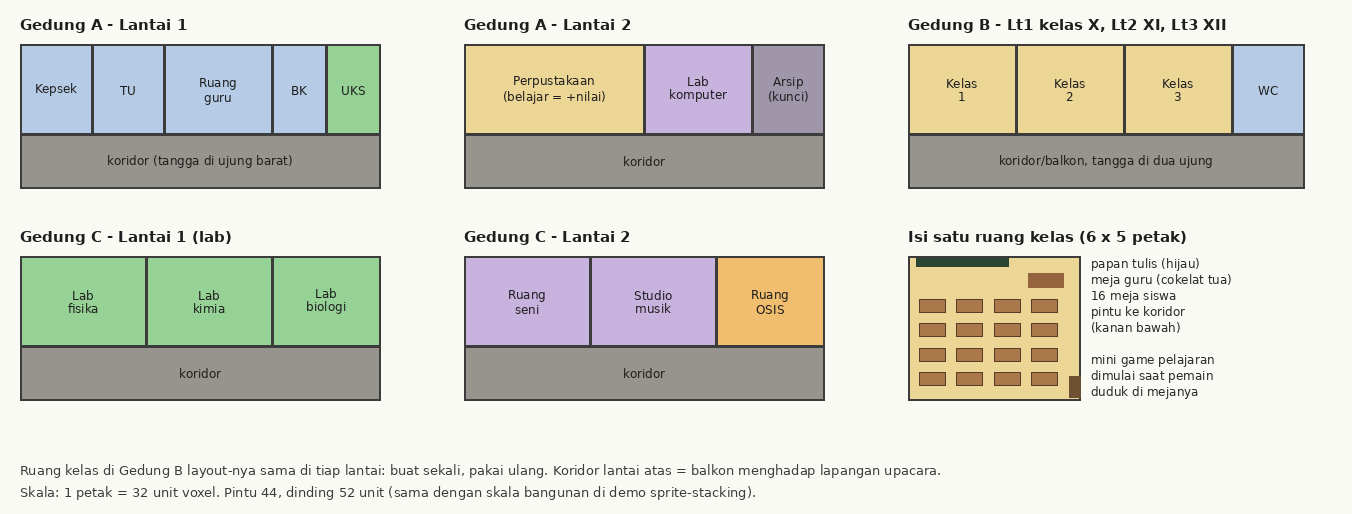 Gedung A - Lantai 1
Kepsek
TU
Ruang
guru
BK
UKS
koridor (tangga di ujung barat)
Gedung A - Lantai 2
Perpustakaan
(belajar = +nilai)
Lab
komputer
Arsip
(kunci)
koridor
Gedung B - Lt1 kelas X, Lt2 XI, Lt3 XII
Kelas
1
Kelas
2
Kelas
3
WC
koridor/balkon, tangga di dua ujung
Gedung C - Lantai 1 (lab)
Lab
fisika
Lab
kimia
Lab
biologi
koridor
Gedung C - Lantai 2
Ruang
seni
Studio
musik
Ruang
OSIS
koridor
Isi satu ruang kelas (6 x 5 petak)
papan tulis (hijau)
meja guru (cokelat tua)
16 meja siswa
pintu ke koridor
(kanan bawah)
mini game pelajaran
dimulai saat pemain
duduk di mejanya
Ruang kelas di Gedung B layout-nya sama di tiap lantai: buat sekali, pakai ulang. Koridor lantai atas = balkon menghadap lapangan upacara.
Skala: 1 petak = 32 unit voxel. Pintu 44, dinding 52 unit (sama dengan skala bangunan di demo sprite-stacking).